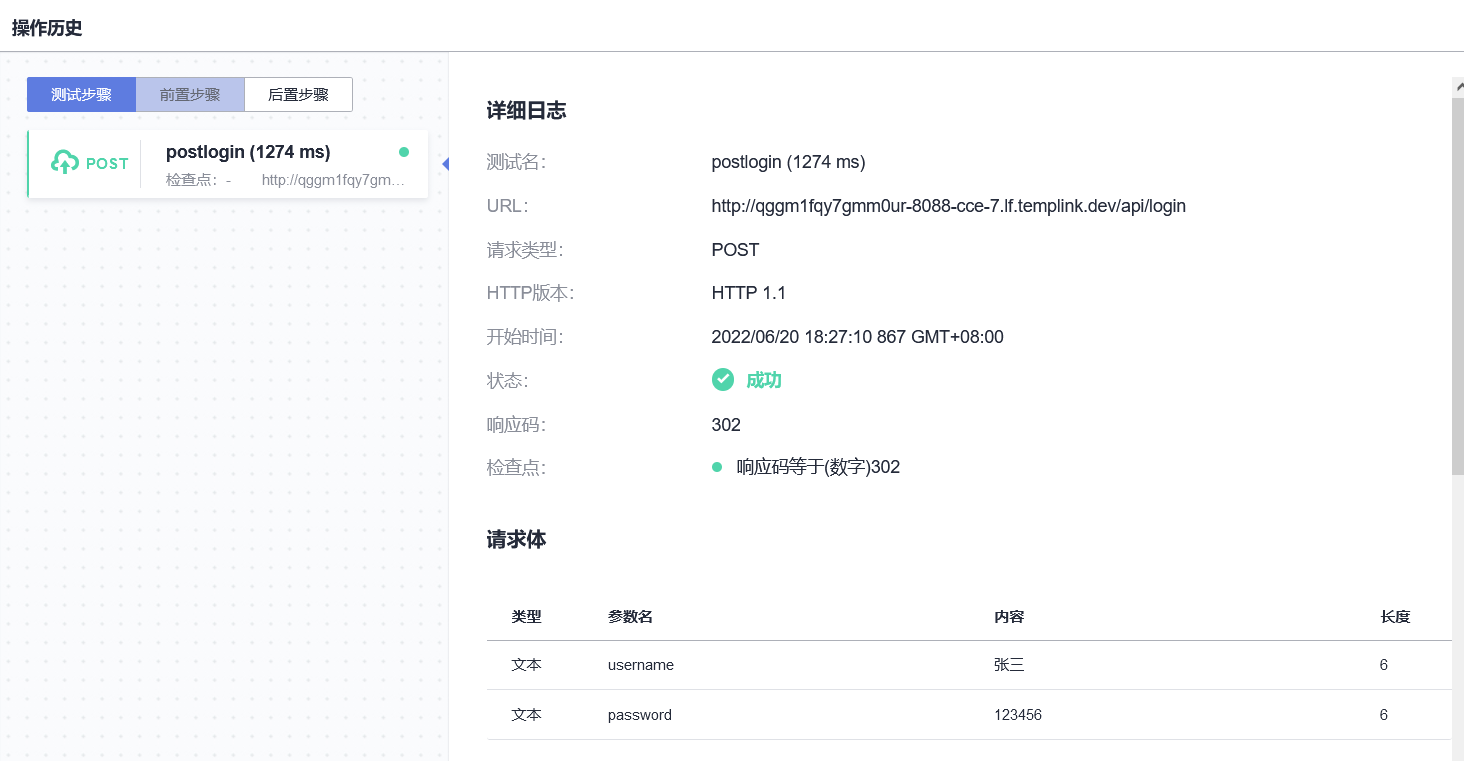 操作历史
测试步骤 前置步骤 后置步骤
POST
postlogin (1274 ms)
检查点：- http://qggm1fqy7gm...
详细日志
测试名： postlogin (1274 ms)
URL： http://qggm1fqy7gmm0ur-8088-cce-7.lf.templink.dev/api/login
请求类型： POST
HTTP版本： HTTP 1.1
开始时间： 2022/06/20 18:27:10 867 GMT+08:00
状态： 成功
响应码： 302
检查点： 响应码等于(数字)302
请求体
类型 参数名 内容 长度
文本 username 张三 6
文本 password 123456 6